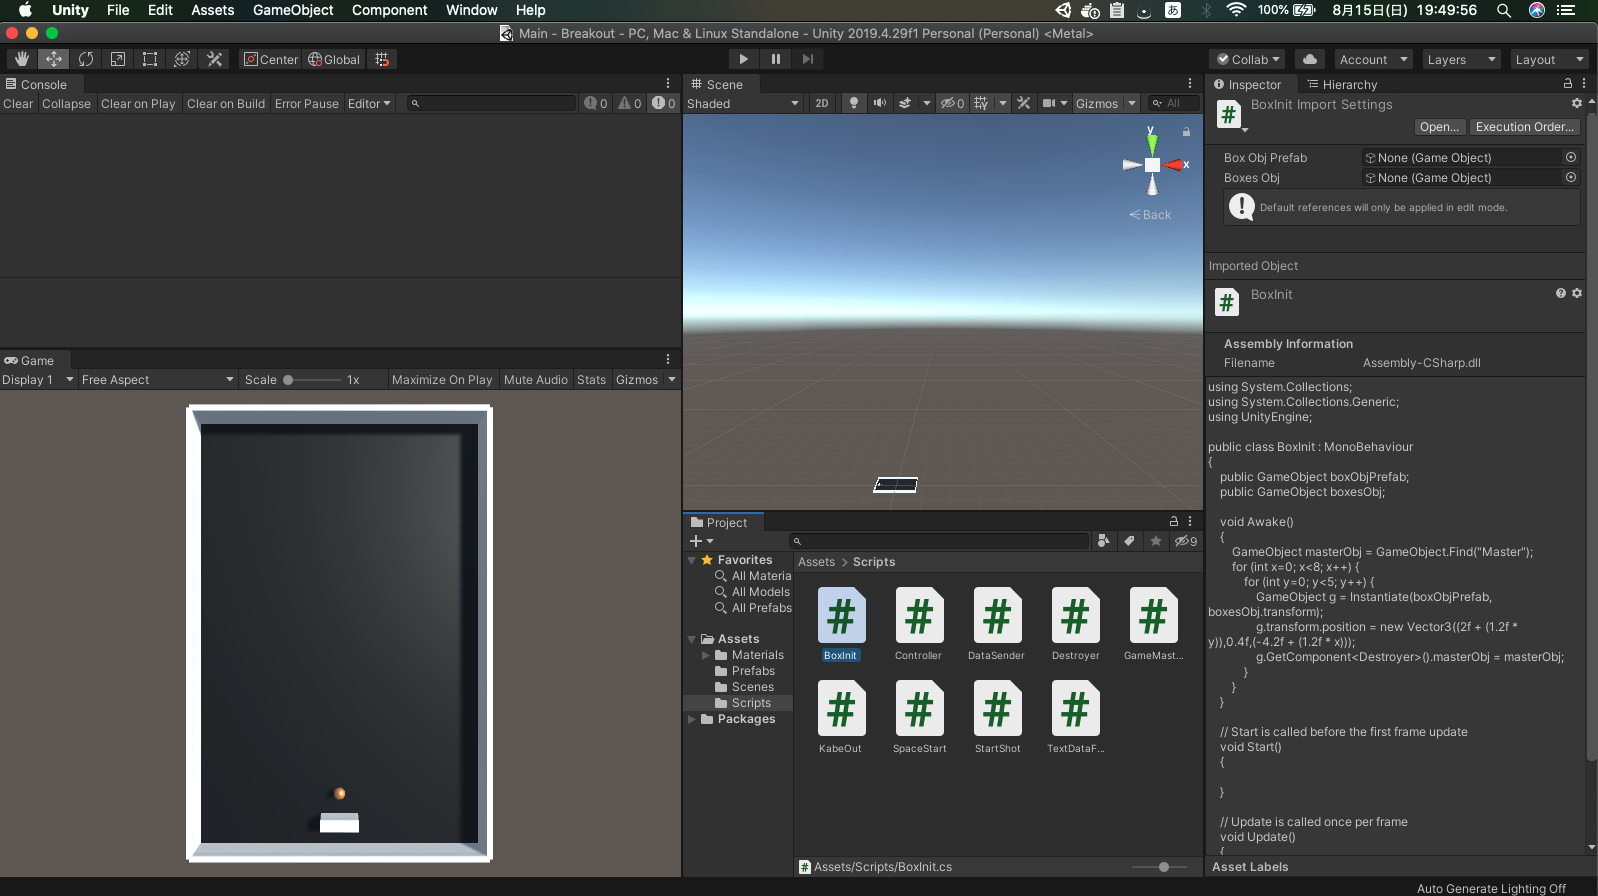 Unity File Edit Assets GameObject Component Window Help あ 100% 8月15日(日) 19:49:56
Main - Breakout - PC, Mac & Linux Standalone - Unity 2019.4.29f1 Personal (Personal) <Metal>
Center Global Collab Account Layers Layout
Console
Clear Collapse Clear on Play Clear on Build Error Pause Editor 0 0 0
Game
Display 1 Free Aspect Scale 1x Maximize On Play Mute Audio Stats Gizmos
Scene
Shaded 2D 0 Gizmos All
y
x
Back
Project
9
Favorites
All Materia
All Models
All Prefabs
Assets
Materials
Prefabs
Scenes
Scripts
Packages
Assets > Scripts
BoxInit Controller DataSender Destroyer GameMast...
KabeOut SpaceStart StartShot TextDataF...
Assets/Scripts/BoxInit.cs
Inspector Hierarchy
BoxInit Import Settings
Open... Execution Order...
Box Obj Prefab None (Game Object)
Boxes Obj None (Game Object)
Default references will only be applied in edit mode.
Imported Object
BoxInit
Assembly Information
Filename Assembly-CSharp.dll
using System.Collections;
using System.Collections.Generic;
using UnityEngine;
public class BoxInit : MonoBehaviour
{
public GameObject boxObjPrefab;
public GameObject boxesObj;
void Awake()
{
GameObject masterObj = GameObject.Find("Master");
for (int x=0; x<8; x++) {
for (int y=0; y<5; y++) {
GameObject g = Instantiate(boxObjPrefab,
boxesObj.transform);
g.transform.position = new Vector3((2f + (1.2f *
y)),0.4f,(-4.2f + (1.2f * x)));
g.GetComponent<Destroyer>().masterObj = masterObj;
}
}
}
// Start is called before the first frame update
void Start()
{
}
// Update is called once per frame
void Update()
{
Asset Labels
Auto Generate Lighting Off